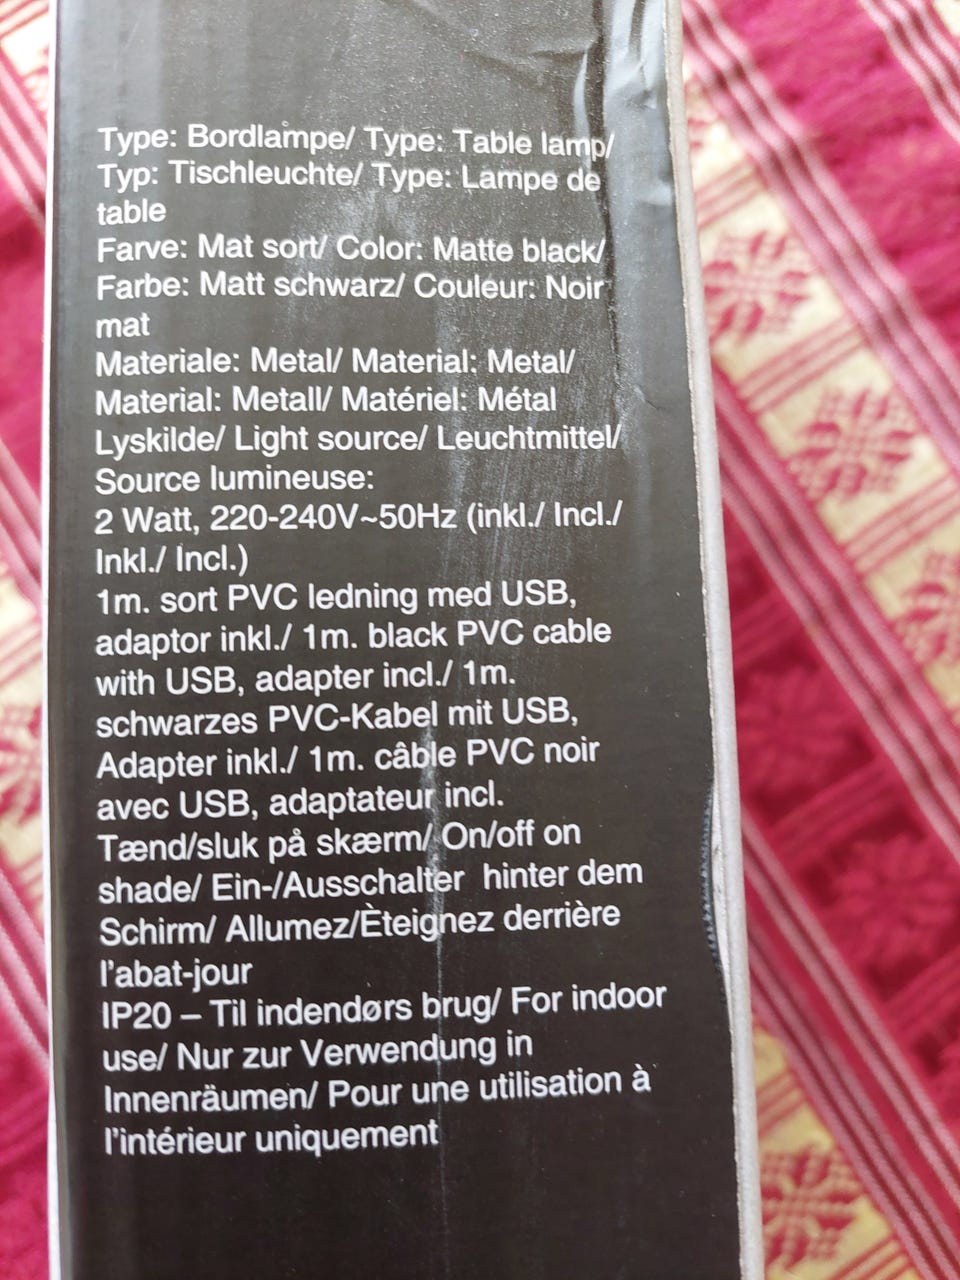 Type: Bordlampe/ Type: Table lamp/
Typ: Tischleuchte/ Type: Lampe de
table
Farve: Mat sort/ Color: Matte black/
Farbe: Matt schwarz/ Couleur: Noir
mat
Materiale: Metal/ Material: Metal/
Material: Metall/ Matériel: Métal
Lyskilde/ Light source/ Leuchtmittel/
Source lumineuse:
2 Watt, 220-240V~50Hz (inkl./ Incl./
Inkl./ Incl.)
1m. sort PVC ledning med USB,
adaptor inkl./ 1m. black PVC cable
with USB, adapter incl./ 1m.
schwarzes PVC-Kabel mit USB,
Adapter inkl./ 1m. câble PVC noir
avec USB, adaptateur incl.
Tænd/sluk på skærm/ On/off on
shade/ Ein-/Ausschalter hinter dem
Schirm/ Allumez/Èteignez derrière
l'abat-jour
IP20 – Til indendørs brug/ For indoor
use/ Nur zur Verwendung in
Innenräumen/ Pour une utilisation à
l'intérieur uniquement